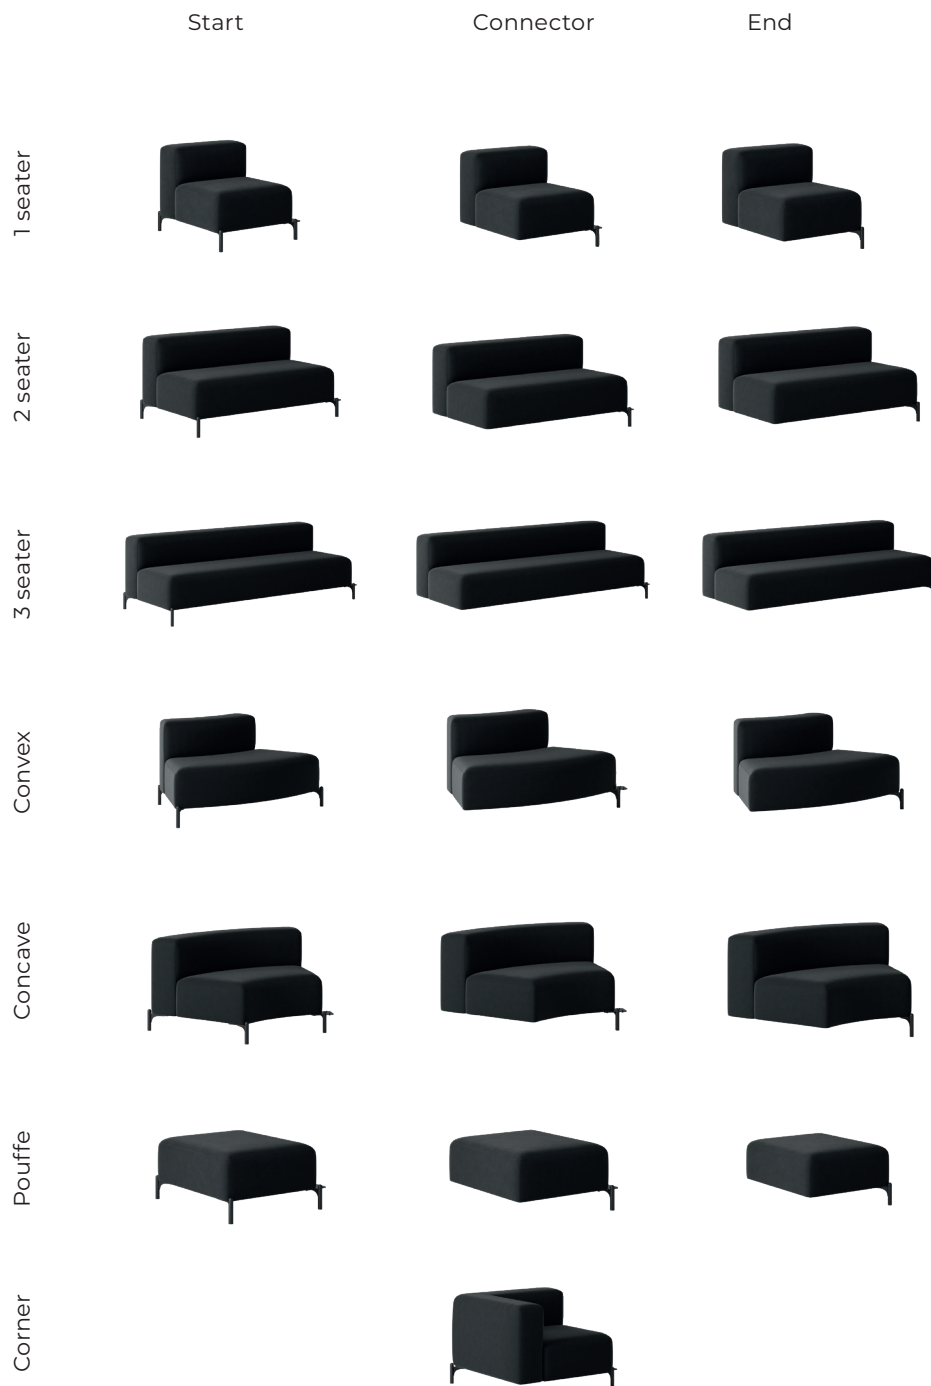 Start
Connector
End
1 seater
2 seater
3 seater
Convex
Concave
Pouffe
Corner